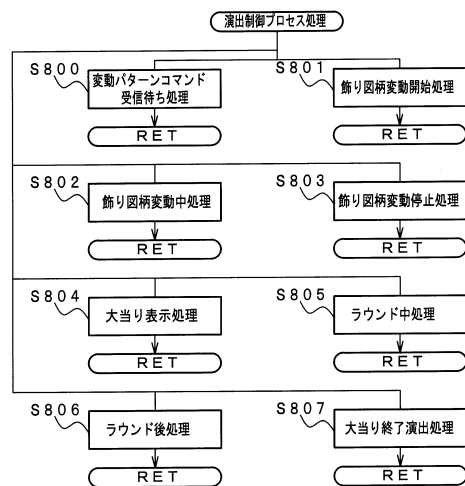 演出制御プロセス処理
S800
変動パターンコマンド
受信待ち処理
RET
S801
飾り図柄変動開始処理
RET
S802
飾り図柄変動中処理
RET
S803
飾り図柄変動停止処理
RET
S804
大当り表示処理
RET
S805
ラウンド中処理
RET
S806
ラウンド後処理
RET
S807
大当り終了演出処理
RET